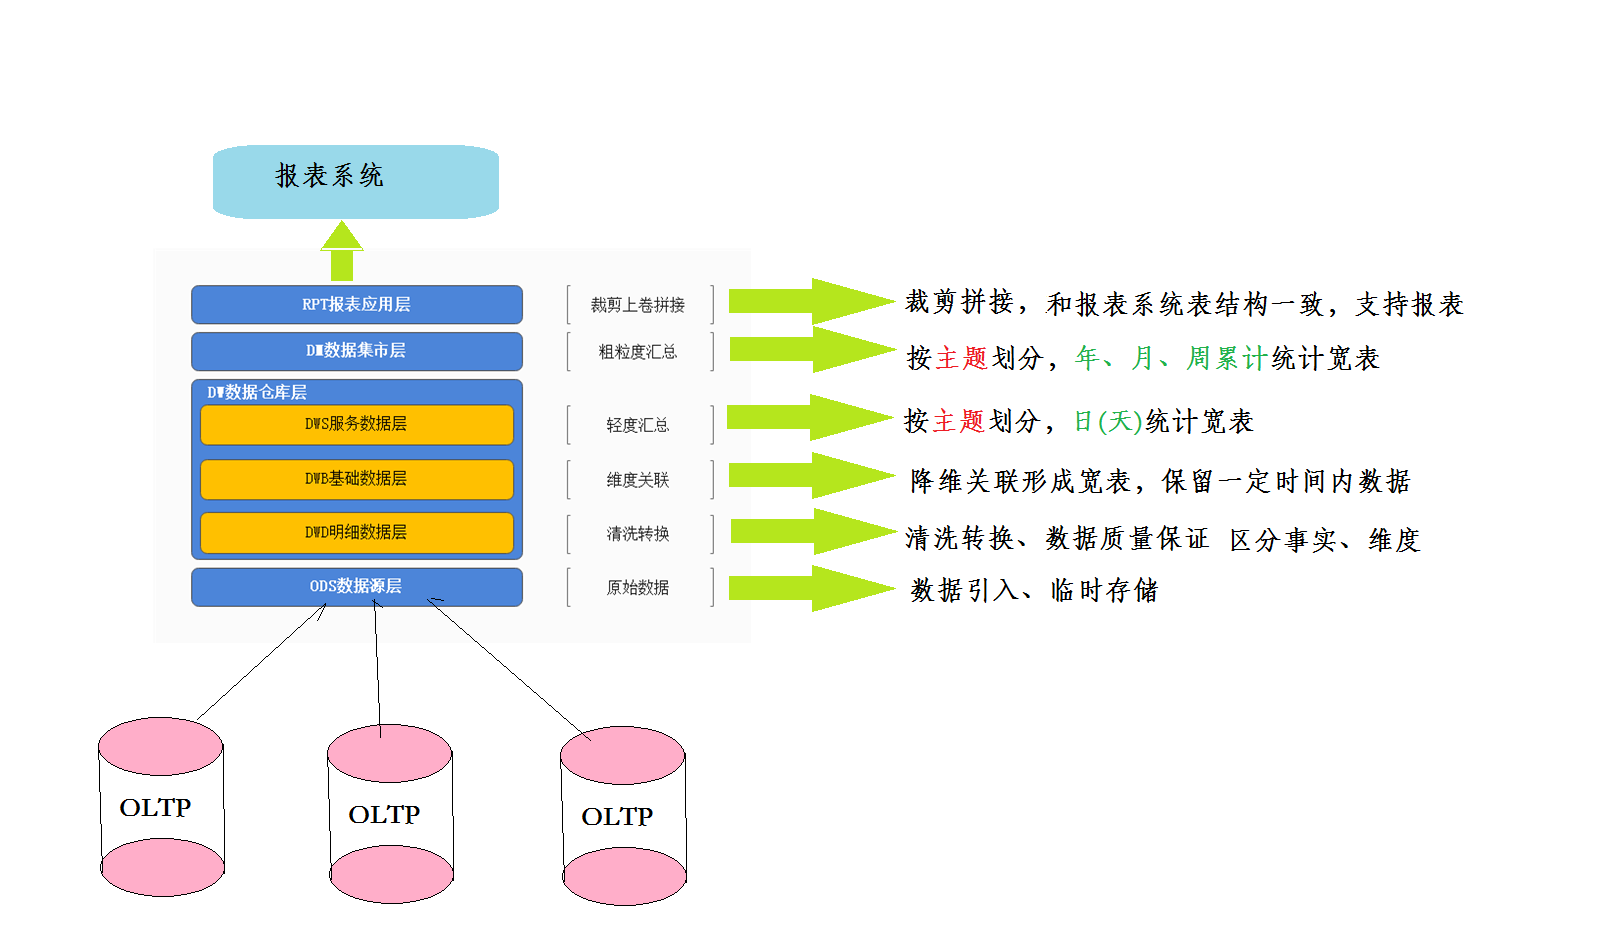 报表系统
RPT报表应用层
裁剪上卷拼接
裁剪拼接，和报表系统表结构一致，支持报表
DM数据集市层
粗粒度汇总
按主题划分，年、月、周累计统计宽表
DW数据仓库层
DWS服务数据层
轻度汇总
按主题划分，日(天)统计宽表
DWB基础数据层
维度关联
降维关联形成宽表，保留一定时间内数据
DWD明细数据层
清洗转换
清洗转换、数据质量保证 区分事实、维度
ODS数据源层
原始数据
数据引入、临时存储
OLTP
OLTP
OLTP